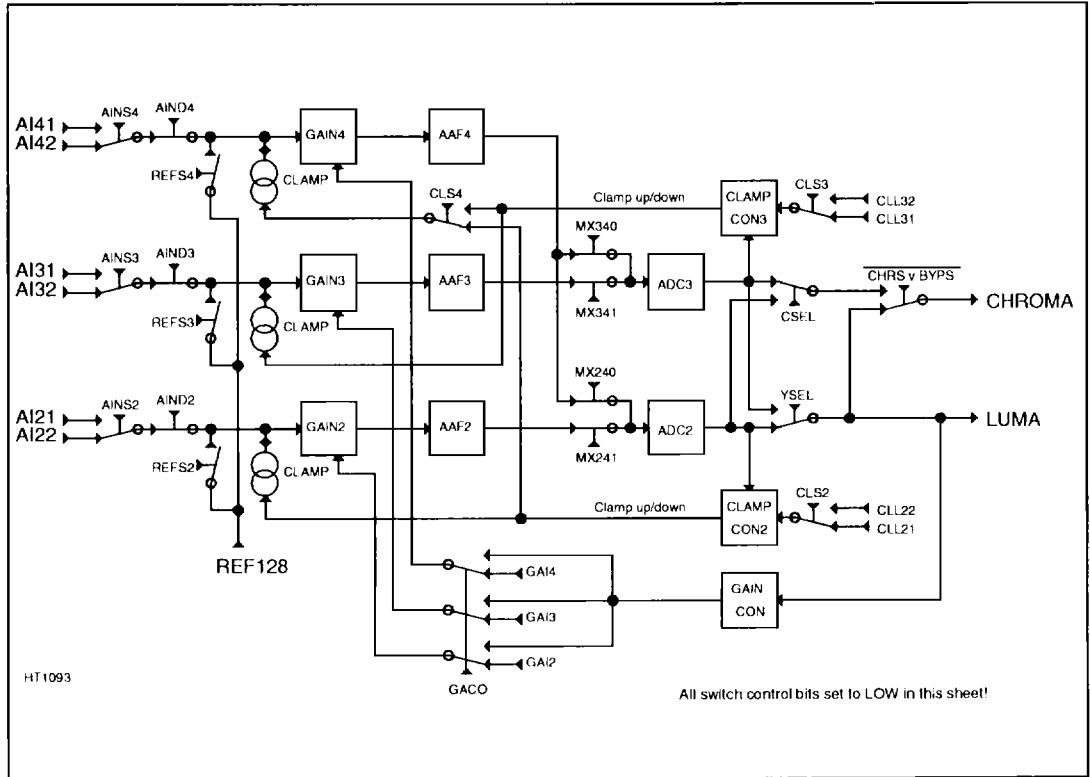 AINS4 AIND4
AI41
AI42
GAIN4 AAF4
REFS4 CLAMP
CLS4
Clamp up/down
CLAMP CON3
CLS3
CLL32
CLL31
AINS3 AIND3
AI31
AI32
GAIN3 AAF3
MX340
MX341
ADC3
CSEL
CHRS v BYPS
CHROMA
REFS3 CLAMP
AINS2 AIND2
AI21
AI22
GAIN2 AAF2
MX240
MX241
ADC2
YSEL
LUMA
REFS2 CLAMP
Clamp up/down
CLAMP CON2
CLS2
CLL22
CLL21
REF128
GAI4
GAI3
GAI2
GAIN CON
GACO
HT1093
All switch control bits set to LOW in this sheet!